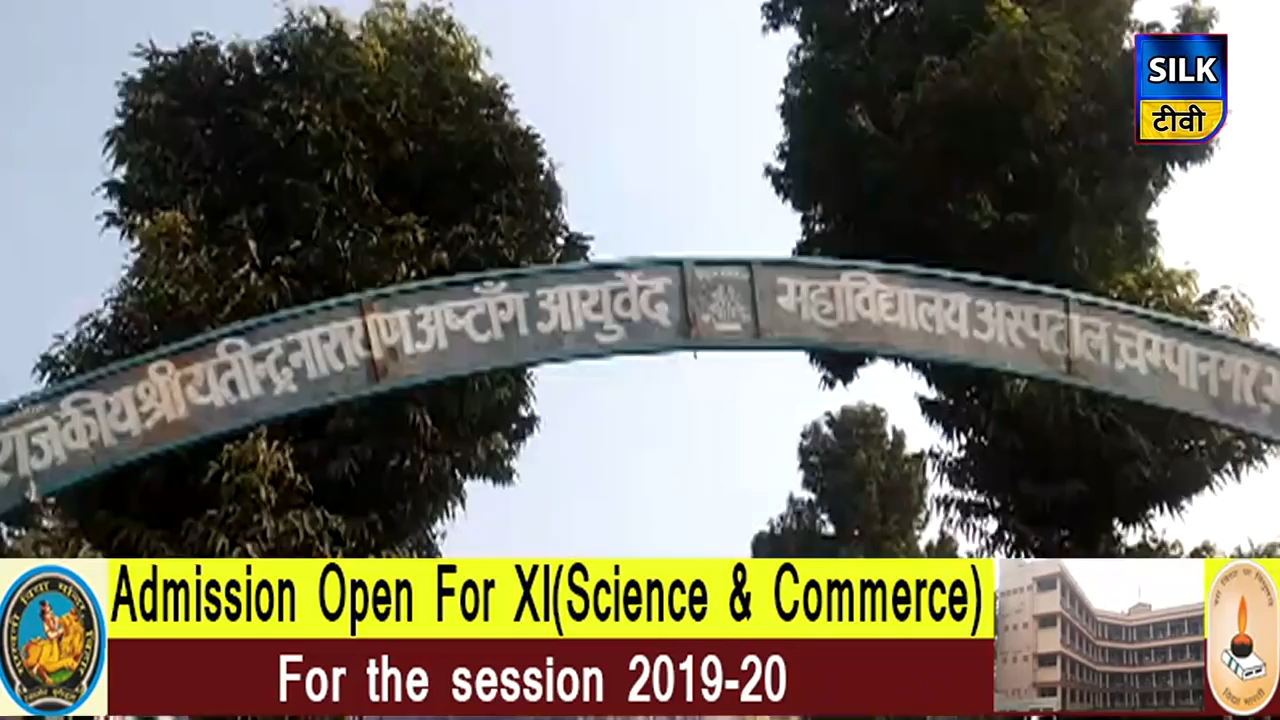 SILK
टीवी
राजकीय श्री यतीन्द्र नारायण अष्टाँग आयुर्वेद महाविद्यालय अस्पताल, चम्पानगर,
Admission Open For XI(Science & Commerce)
For the session 2019-20